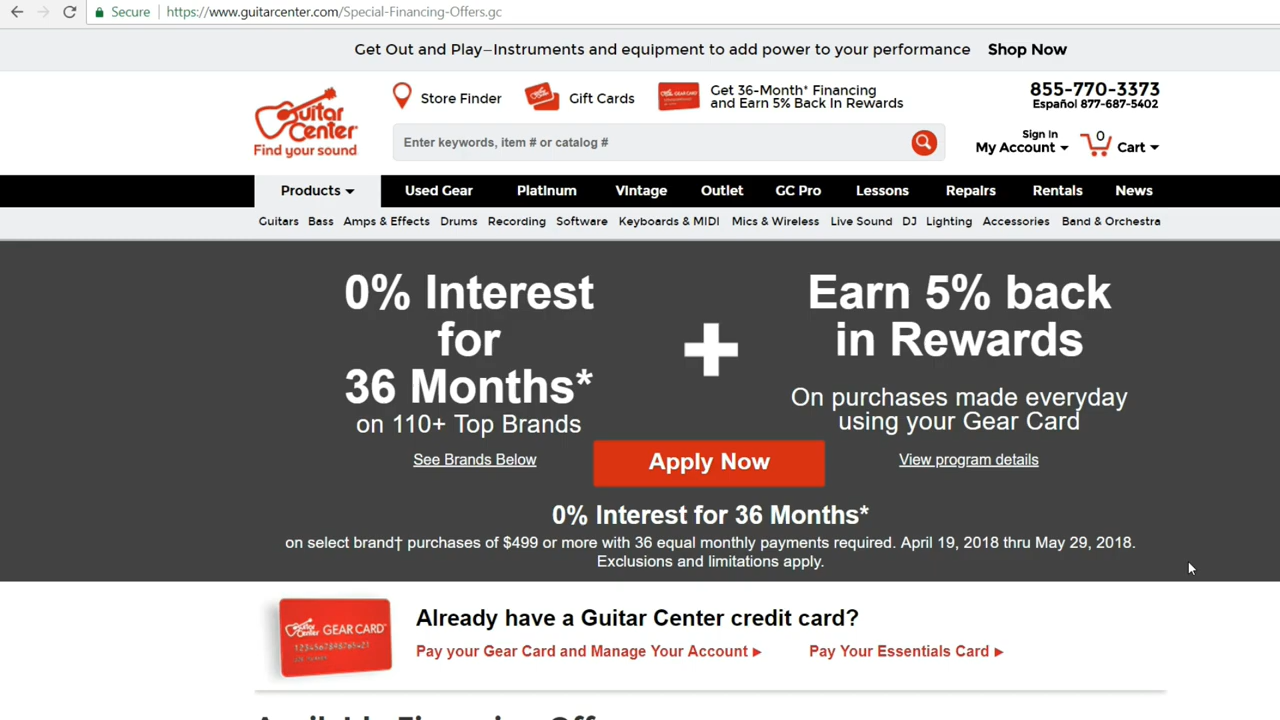 Secure https://www.guitarcenter.com/Special-Financing-Offers.gc
Get Out and Play—Instruments and equipment to add power to your performance Shop Now
Guitar Center
Find your sound
Store Finder
Gift Cards
Get 36-Month* Financing
and Earn 5% Back In Rewards
855-770-3373
Español 877-687-5402
Enter keywords, item # or catalog #
Sign In
My Account
0
Cart
Products Used Gear Platinum Vintage Outlet GC Pro Lessons Repairs Rentals News
Guitars Bass Amps & Effects Drums Recording Software Keyboards & MIDI Mics & Wireless Live Sound DJ Lighting Accessories Band & Orchestra
0% Interest
for
36 Months*
on 110+ Top Brands
See Brands Below
+
Earn 5% back
in Rewards
On purchases made everyday
using your Gear Card
View program details
Apply Now
0% Interest for 36 Months*
on select brand† purchases of $499 or more with 36 equal monthly payments required. April 19, 2018 thru May 29, 2018.
Exclusions and limitations apply.
Guitar Center GEAR CARD
Already have a Guitar Center credit card?
Pay your Gear Card and Manage Your Account
Pay Your Essentials Card